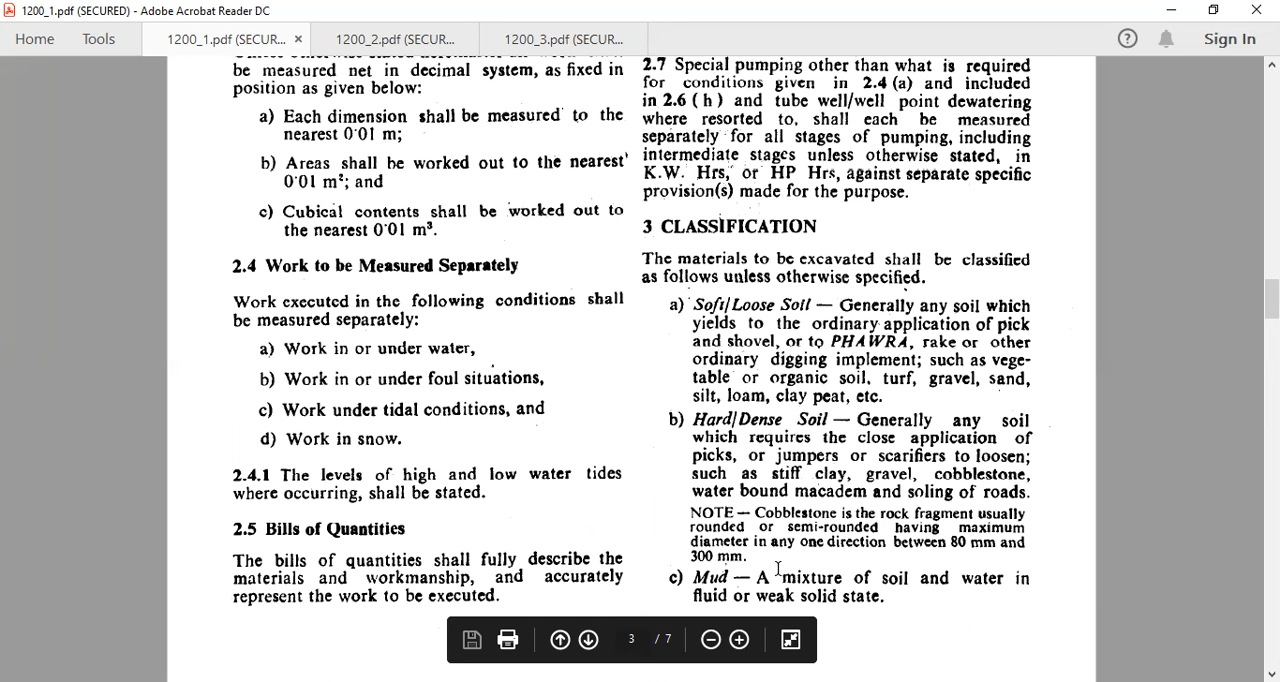 1200_1.pdf (SECURED) - Adobe Acrobat Reader DC
Home
Tools
1200_1.pdf (SECUR... ×
1200_2.pdf (SECUR...
1200_3.pdf (SECUR...
Sign In
be measured net in decimal system, as fixed in
position as given below:
a) Each dimension shall be measured to the
nearest 0·01 m;
b) Areas shall be worked out to the nearest
0·01 m²; and
c) Cubical contents shall be worked out to
the nearest 0·01 m³.
2.4 Work to be Measured Separately
Work executed in the following conditions shall
be measured separately:
a) Work in or under water,
b) Work in or under foul situations,
c) Work under tidal conditions, and
d) Work in snow.
2.4.1 The levels of high and low water tides
where occurring, shall be stated.
2.5 Bills of Quantities
The bills of quantities shall fully describe the
materials and workmanship, and accurately
represent the work to be executed.
2.7 Special pumping other than what is required
for conditions given in 2.4 (a) and included
in 2.6 (h) and tube well/well point dewatering
where resorted to, shall each be measured
separately for all stages of pumping, including
intermediate stages unless otherwise stated, in
K.W. Hrs, or HP Hrs, against separate specific
provision(s) made for the purpose.
3 CLASSIFICATION
The materials to be excavated shall be classified
as follows unless otherwise specified.
a) Soft/Loose Soil — Generally any soil which
yields to the ordinary application of pick
and shovel, or to PHAWRA, rake or other
ordinary digging implement; such as vege-
table or organic soil, turf, gravel, sand,
silt, loam, clay peat, etc.
b) Hard/Dense Soil — Generally any soil
which requires the close application of
picks, or jumpers or scarifiers to loosen;
such as stiff clay, gravel, cobblestone,
water bound macadem and soling of roads.
NOTE — Cobblestone is the rock fragment usually
rounded or semi-rounded having maximum
diameter in any one direction between 80 mm and
300 mm.
c) Mud — A mixture of soil and water in
fluid or weak solid state.
3 / 7